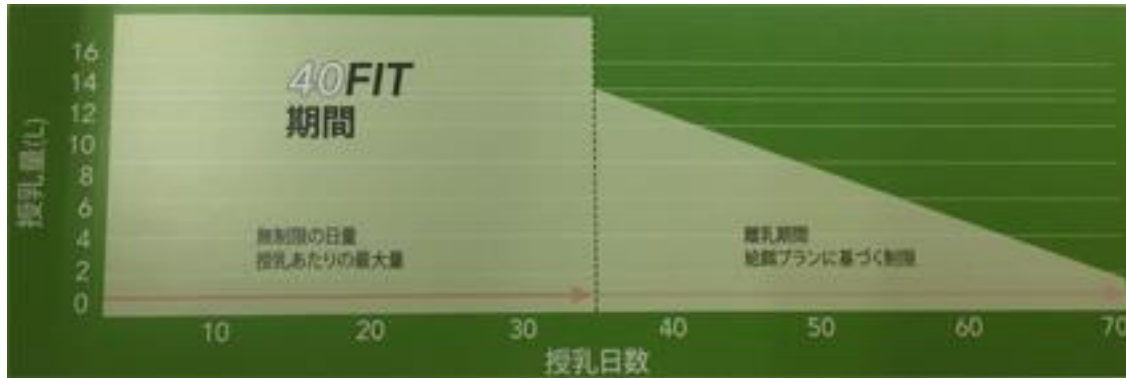 授乳量(L)
16
14
12
10
8
6
4
2
0
40FIT
期間
無制限の日量
授乳あたりの最大量
離乳期間
給餌プランに基づく制限
10
20
30
40
50
60
70
授乳日数